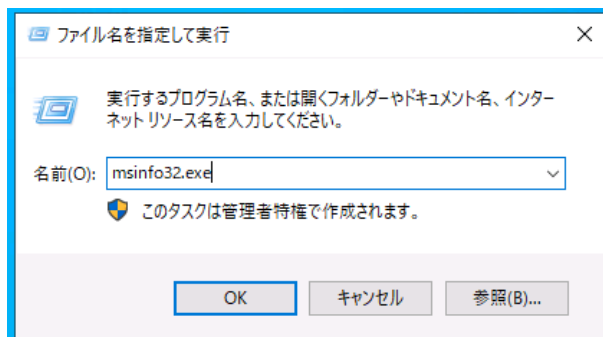 ファイル名を指定して実行
実行するプログラム名、または開くフォルダーやドキュメント名、インター
ネット リソース名を入力してください。
名前(O): msinfo32.exe
このタスクは管理者特権で作成されます。
OK キャンセル 参照(B)...